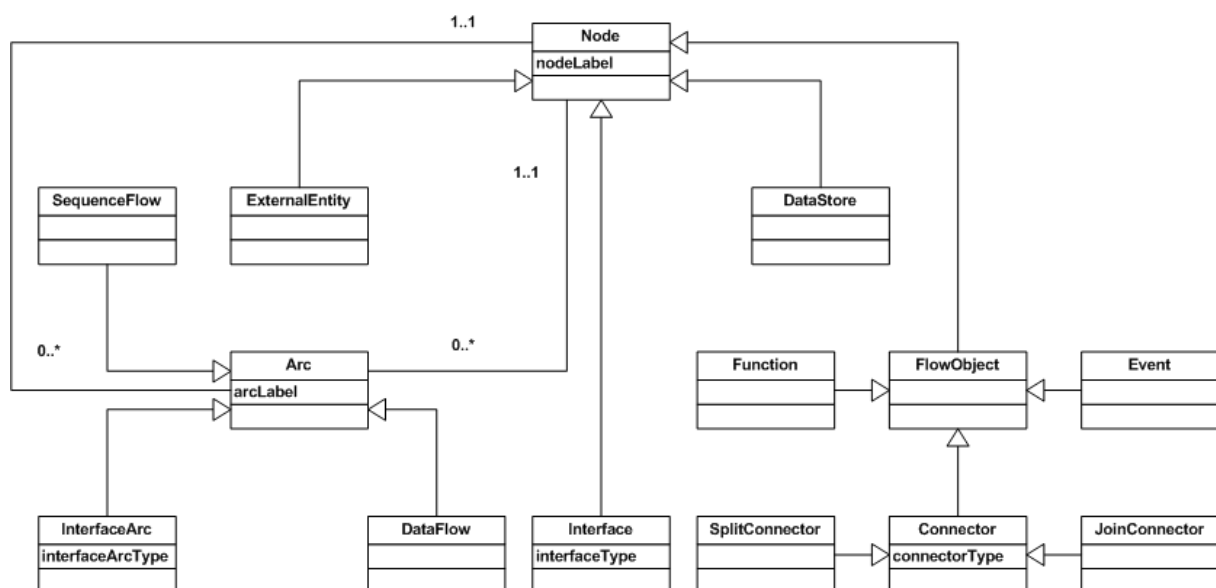 1..1
Node
nodeLabel
1..1
SequenceFlow
ExternalEntity
DataStore
0..*
Arc
arcLabel
0..*
Function
FlowObject
Event
InterfaceArc
interfaceArcType
DataFlow
Interface
interfaceType
SplitConnector
Connector
connectorType
JoinConnector